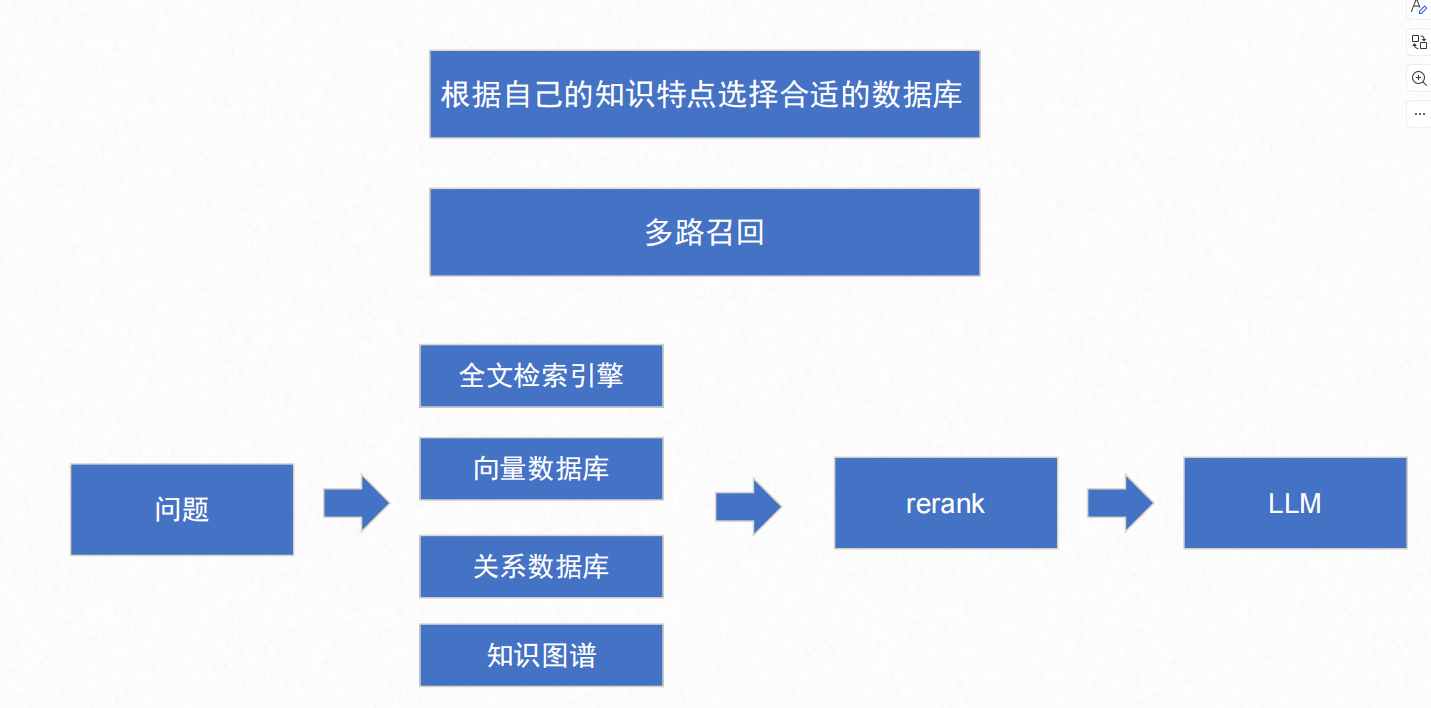 根据自己的知识特点选择合适的数据库
多路召回
全文检索引擎
向量数据库
问题
rerank
LLM
关系数据库
知识图谱